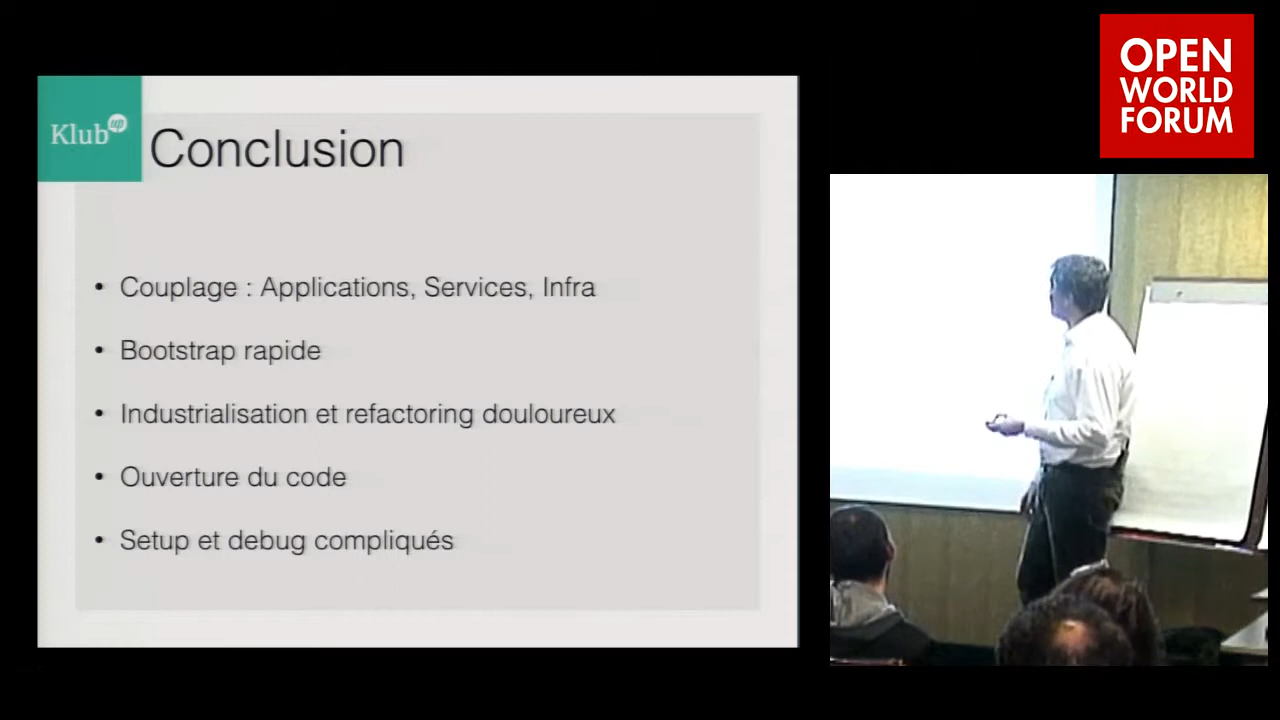 OPEN
WORLD
FORUM
Klub up
Conclusion
• Couplage : Applications, Services, Infra
• Bootstrap rapide
• Industrialisation et refactoring douloureux
• Ouverture du code
• Setup et debug compliqués